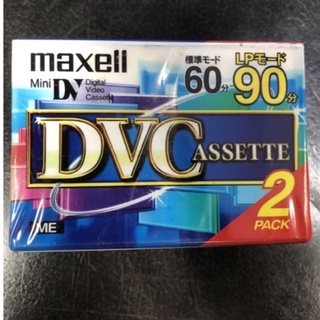 maxell
Mini DV Digital Video Cassette
標準モード 60分
LPモード 90分
DVCASSETTE
2 PACK
ME